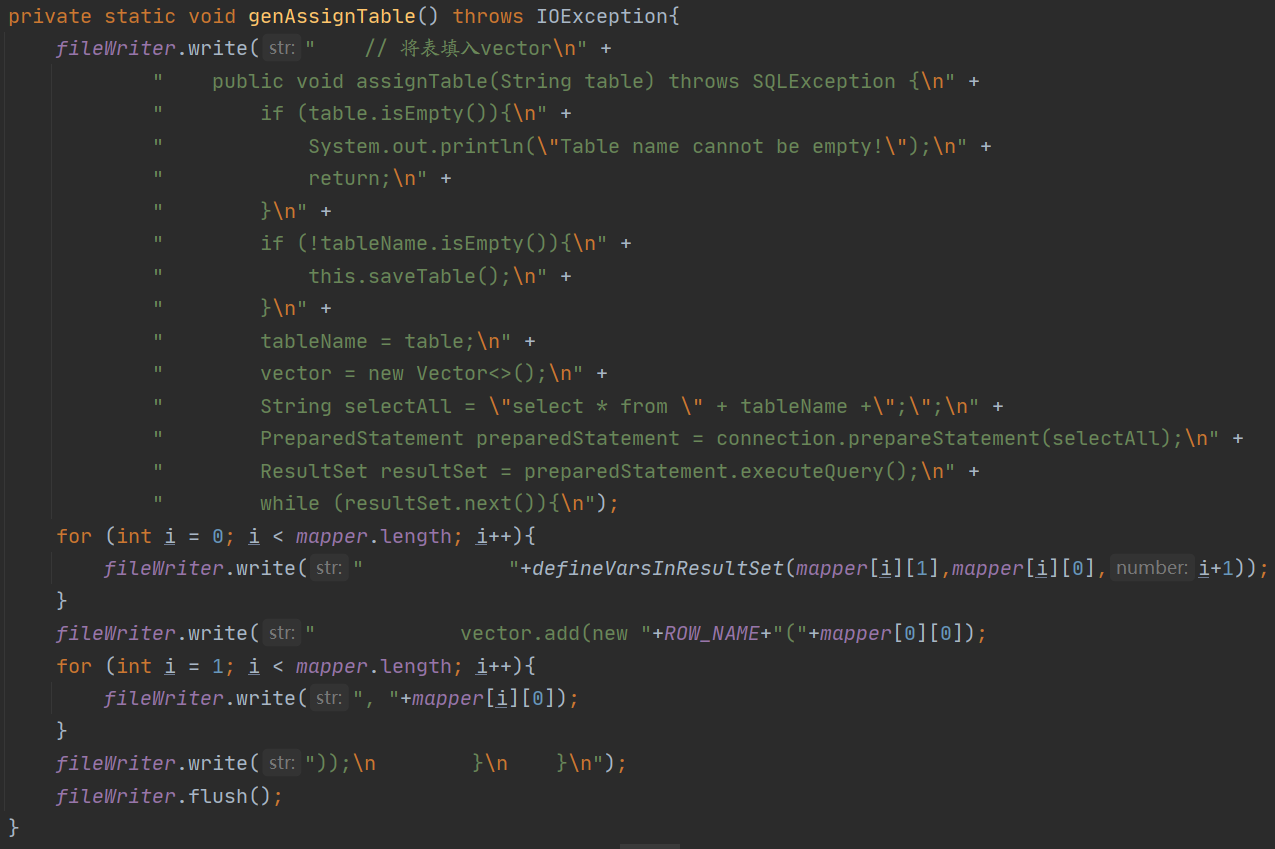 private static void genAssignTable() throws IOException{
    fileWriter.write( str: "    // 将表填入vector\n" +
            "    public void assignTable(String table) throws SQLException {\n" +
            "        if (table.isEmpty()){\n" +
            "            System.out.println(\"Table name cannot be empty!\");\n" +
            "            return;\n" +
            "        }\n" +
            "        if (!tableName.isEmpty()){\n" +
            "            this.saveTable();\n" +
            "        }\n" +
            "        tableName = table;\n" +
            "        vector = new Vector<>();\n" +
            "        String selectAll = \"select * from \" + tableName +\";\";\n" +
            "        PreparedStatement preparedStatement = connection.prepareStatement(selectAll);\n" +
            "        ResultSet resultSet = preparedStatement.executeQuery();\n" +
            "        while (resultSet.next()){\n");
    for (int i = 0; i < mapper.length; i++){
        fileWriter.write( str: "            "+defineVarsInResultSet(mapper[i][1],mapper[i][0], number: i+1));
    }
    fileWriter.write( str: "            vector.add(new "+ROW_NAME+"("+mapper[0][0]);
    for (int i = 1; i < mapper.length; i++){
        fileWriter.write( str: ", "+mapper[i][0]);
    }
    fileWriter.write( str: "));\n        }\n    }\n");
    fileWriter.flush();
}